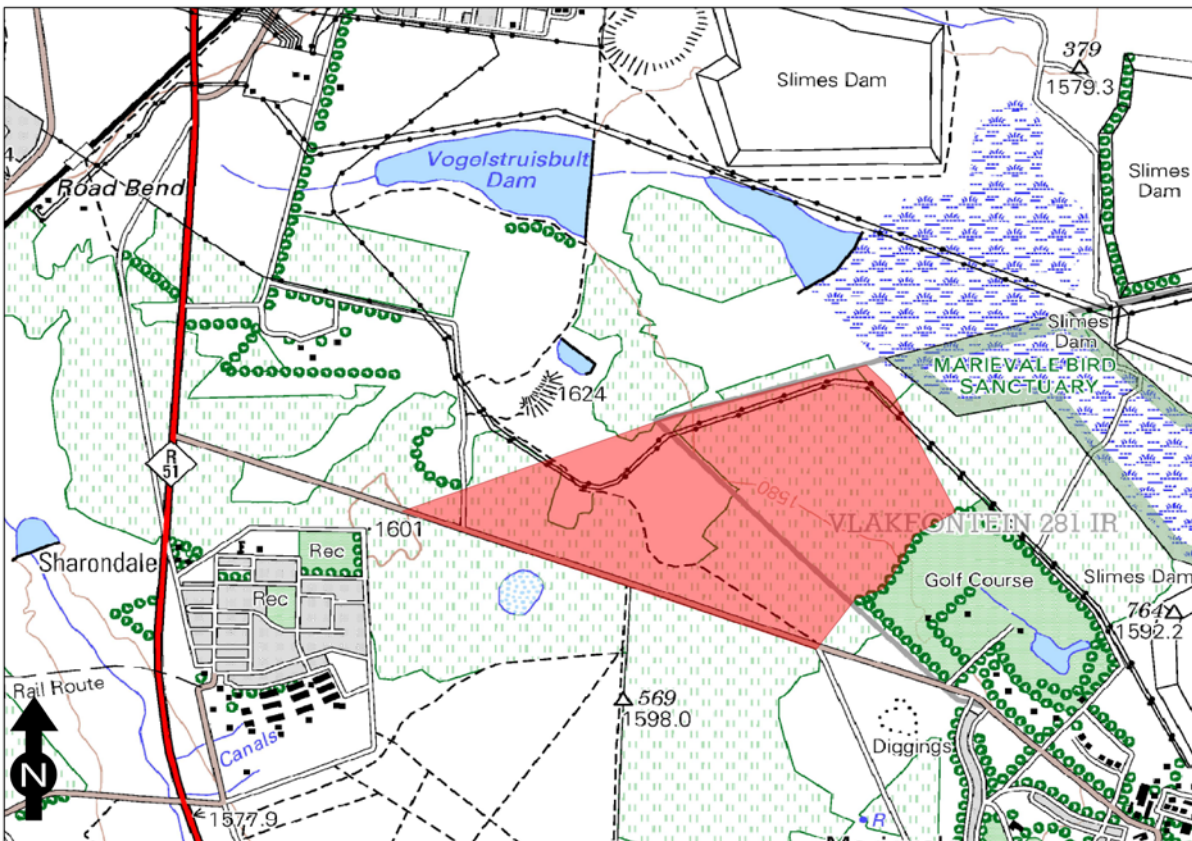 379
1579.3
Slimes Dam
Vogelstruisbult
Dam
Slimes
Dam
4
Road Bend
Slimes
Dam
MARIEVALE BIRD
SANCTUARY
1624
R
51
1580
1601
VLAKFONTEIN 281 IR
Sharondale
Rec
Rec
Golf Course
Slimes Dam
764
1592.2
Rail Route
569
1598.0
Canals
Diggings
N
1577.9
R